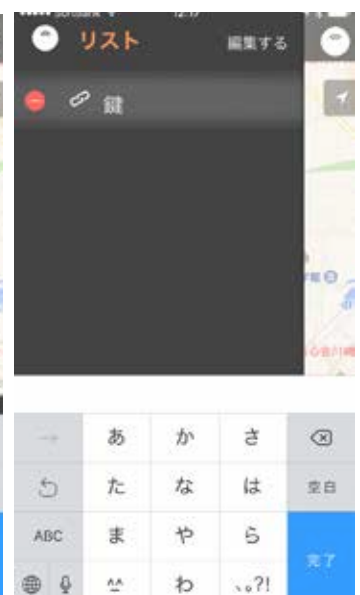 リスト 編集する
鍵
→ あ か さ
た な は 空白
ABC ま や ら 完了
^^ わ 、。?!